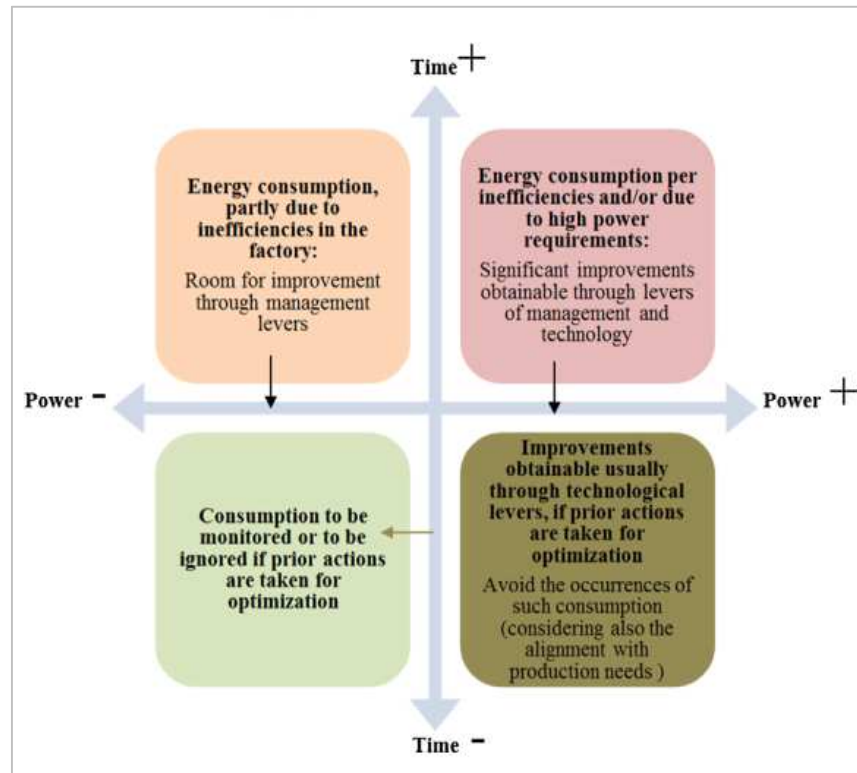 Time +
Energy consumption,
partly due to
inefficiencies in the
factory:
Room for improvement
through management
levers
Energy consumption per
inefficiencies and/or due
to high power
requirements:
Significant improvements
obtainable through levers
of management and
technology
Power -
Power +
Consumption to be
monitored or to be
ignored if prior actions
are taken for
optimization
Improvements
obtainable usually
through technological
levers, if prior actions
are taken for
optimization
Avoid the occurrences of
such consumption
(considering also the
alignment with
production needs )
Time -